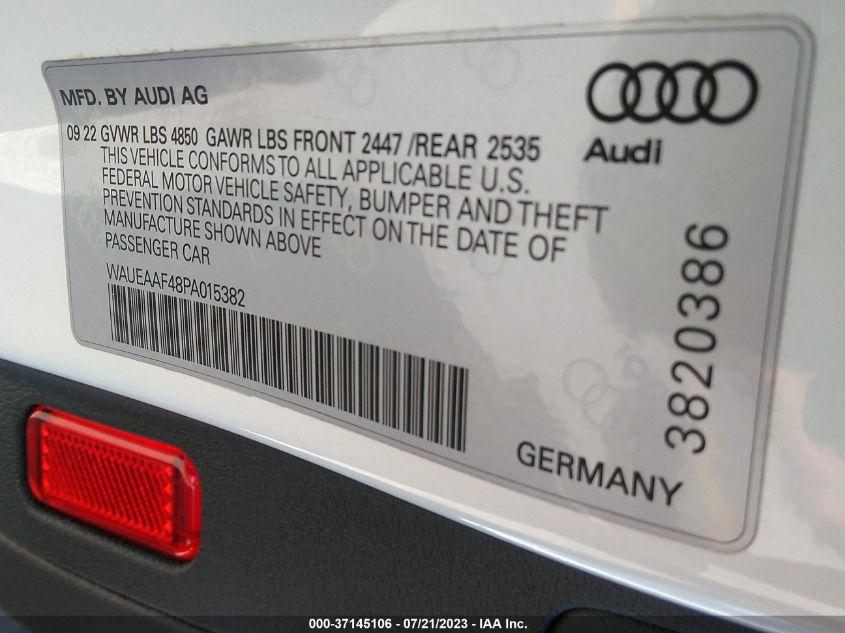 MFD. BY AUDI AG
Audi
09 22 GVWR LBS 4850 GAWR LBS FRONT 2447 /REAR 2535
THIS VEHICLE CONFORMS TO ALL APPLICABLE U.S.
FEDERAL MOTOR VEHICLE SAFETY, BUMPER AND THEFT
PREVENTION STANDARDS IN EFFECT ON THE DATE OF
MANUFACTURE SHOWN ABOVE
PASSENGER CAR
WAUEAAF48PA015382
3820386
GERMANY
000-37145106 - 07/21/2023 - IAA Inc.